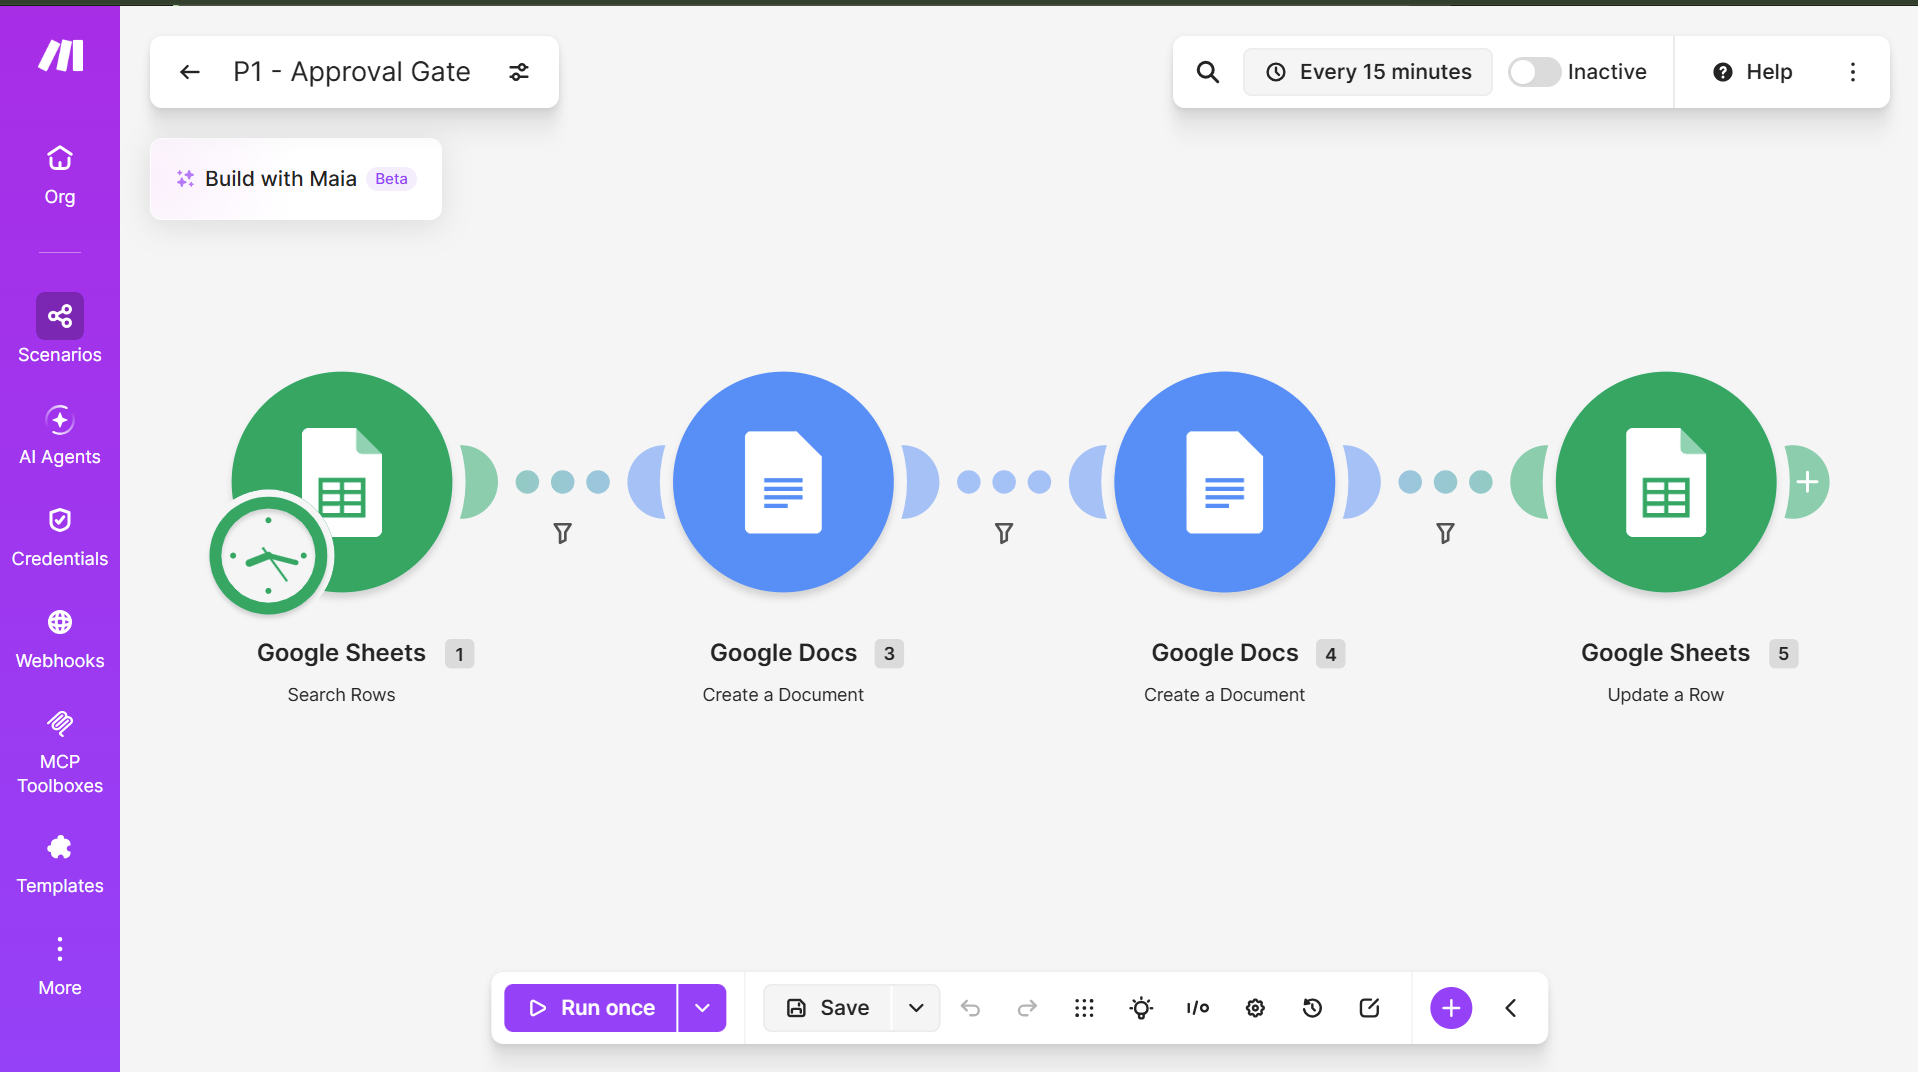 P1 - Approval Gate
Every 15 minutes
Inactive
Help
Build with Maia Beta
Org
Scenarios
AI Agents
Credentials
Webhooks
MCP
Toolboxes
Templates
More
Google Sheets 1
Search Rows
Google Docs 3
Create a Document
Google Docs 4
Create a Document
Google Sheets 5
Update a Row
Run once
Save
I/O